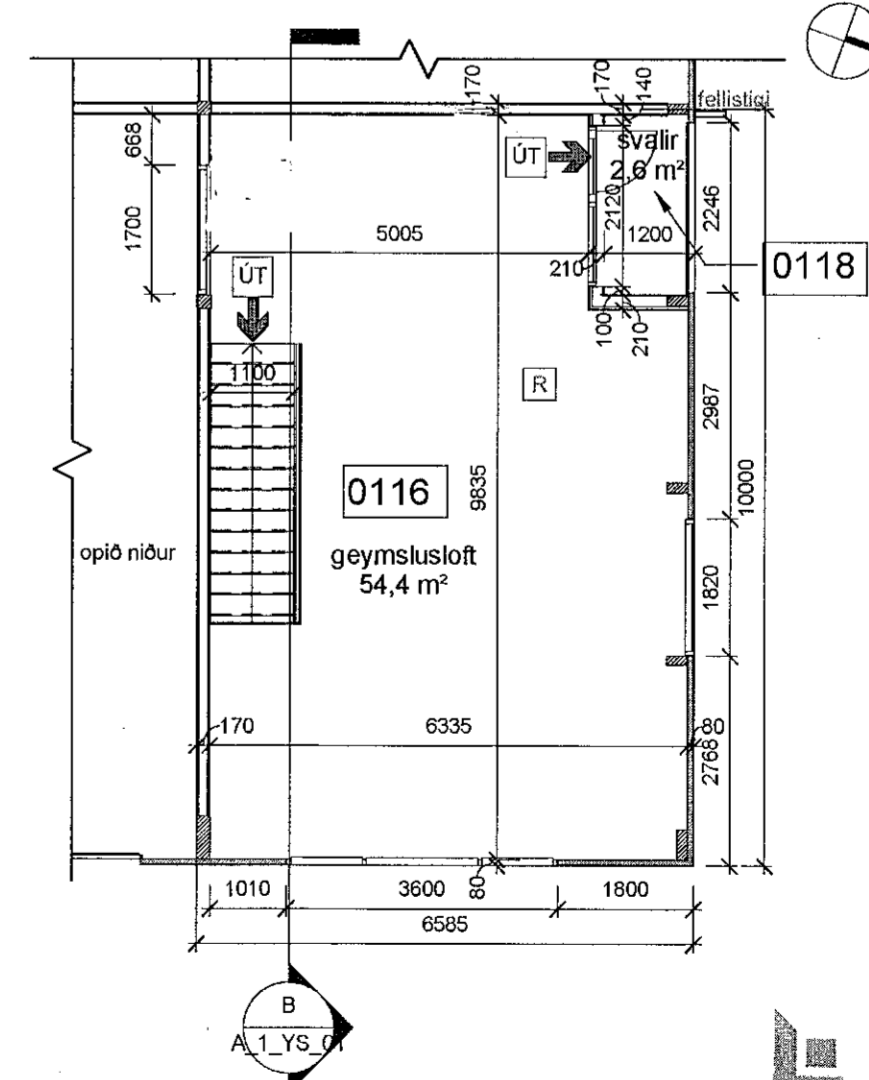 170
170
140
fellistigi
668
ÚT
svalir
2,6 m²
1700
5005
2120
1200
2246
210
0118
ÚT
100
210
1100
R
2987
0116
9835
10000
opið niður
geymsluloft
54,4 m²
1820
170
6335
80
2768
1010
3600
80
1800
6585
B
A_1_YS_01